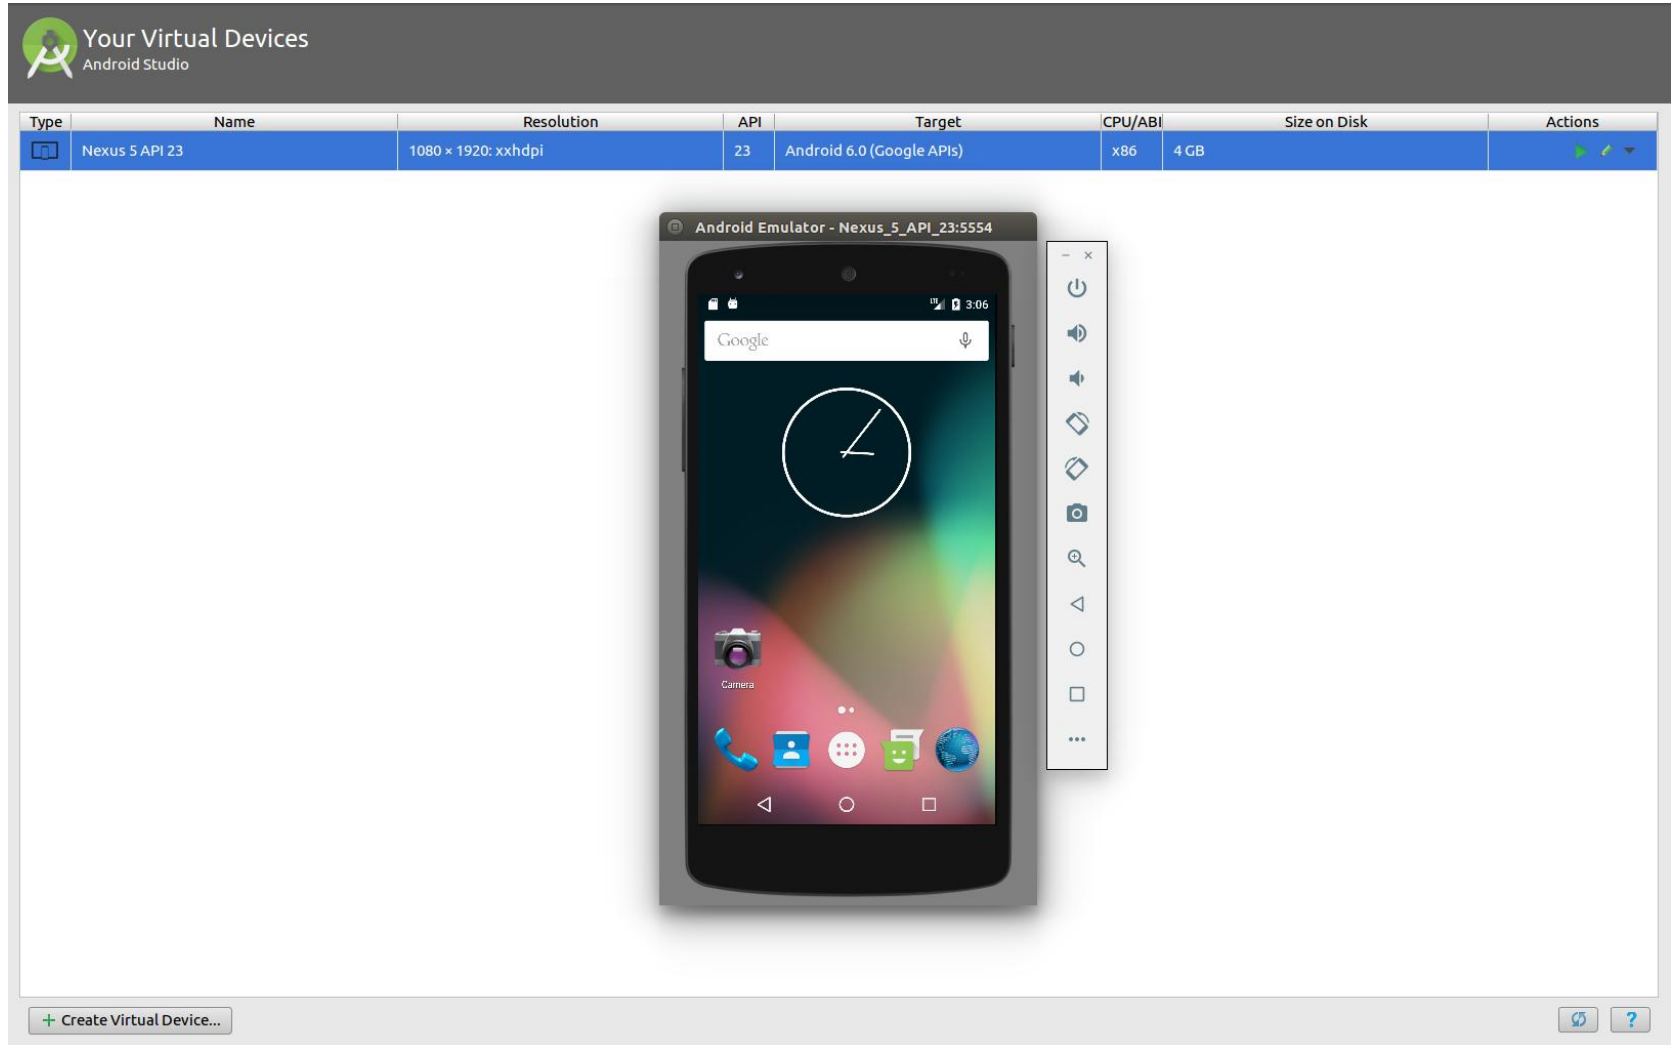 Your Virtual Devices
Android Studio
Type Name Resolution API Target CPU/ABI Size on Disk Actions
Nexus 5 API 23 1080 × 1920: xxhdpi 23 Android 6.0 (Google APIs) x86 4 GB
Android Emulator - Nexus_5_API_23:5554
LTE 3:06
Google
Camera
+ Create Virtual Device...
?